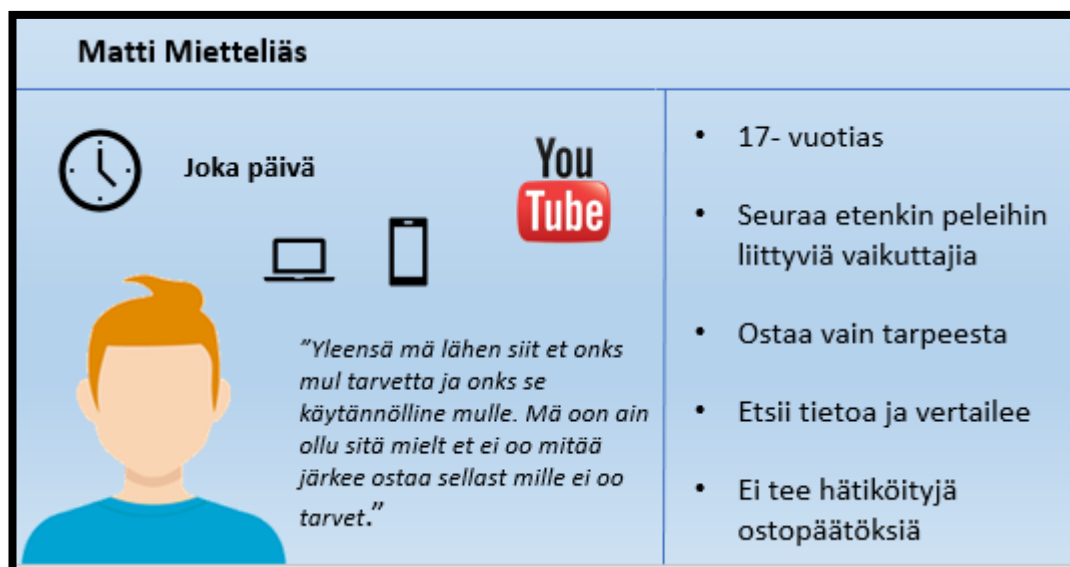 Matti Mietteliäs
Joka päivä
You
Tube
"Yleensä mä lähen siit et onks
mul tarvetta ja onks se
käytännölline mulle. Mä oon ain
ollu sitä mielt et ei oo mitää
järkee ostaa sellast mille ei oo
tarvet."
• 17- vuotias
• Seuraa etenkin peleihin
liittyviä vaikuttajia
• Ostaa vain tarpeesta
• Etsii tietoa ja vertailee
• Ei tee hätiköityjä
ostopäätöksiä